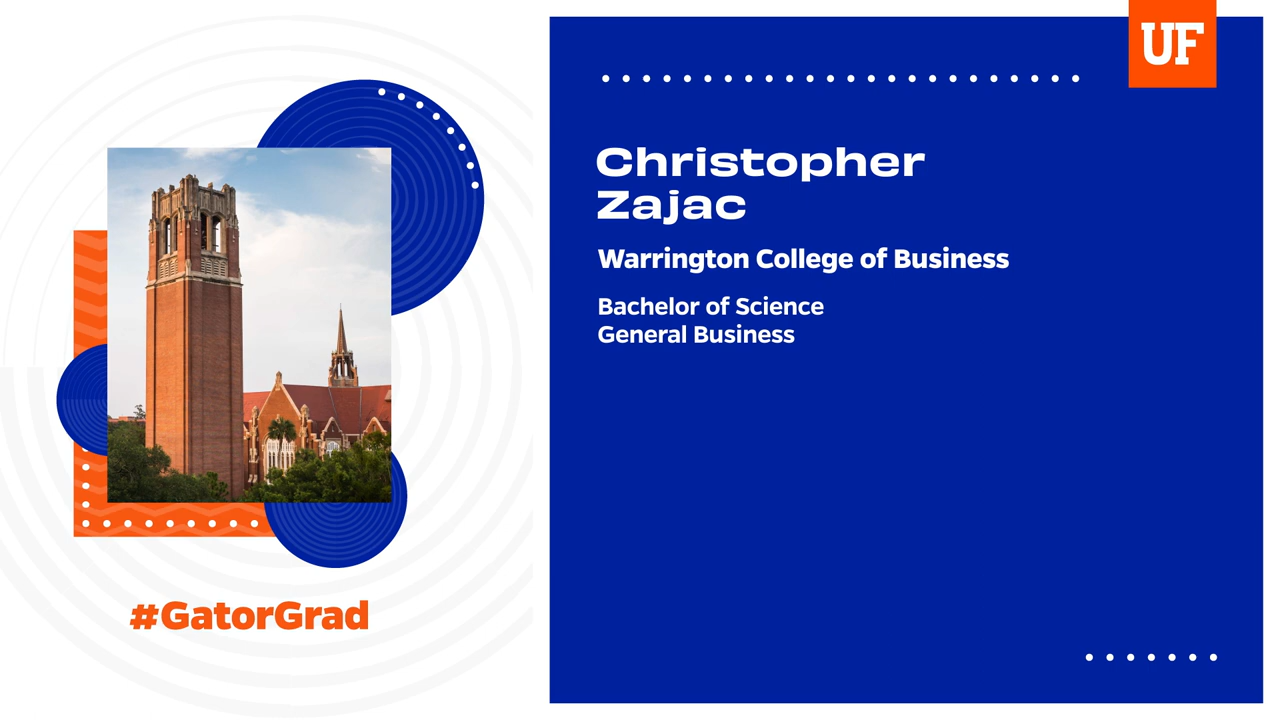 UF
Christopher
Zajac
Warrington College of Business
Bachelor of Science
General Business
#GatorGrad